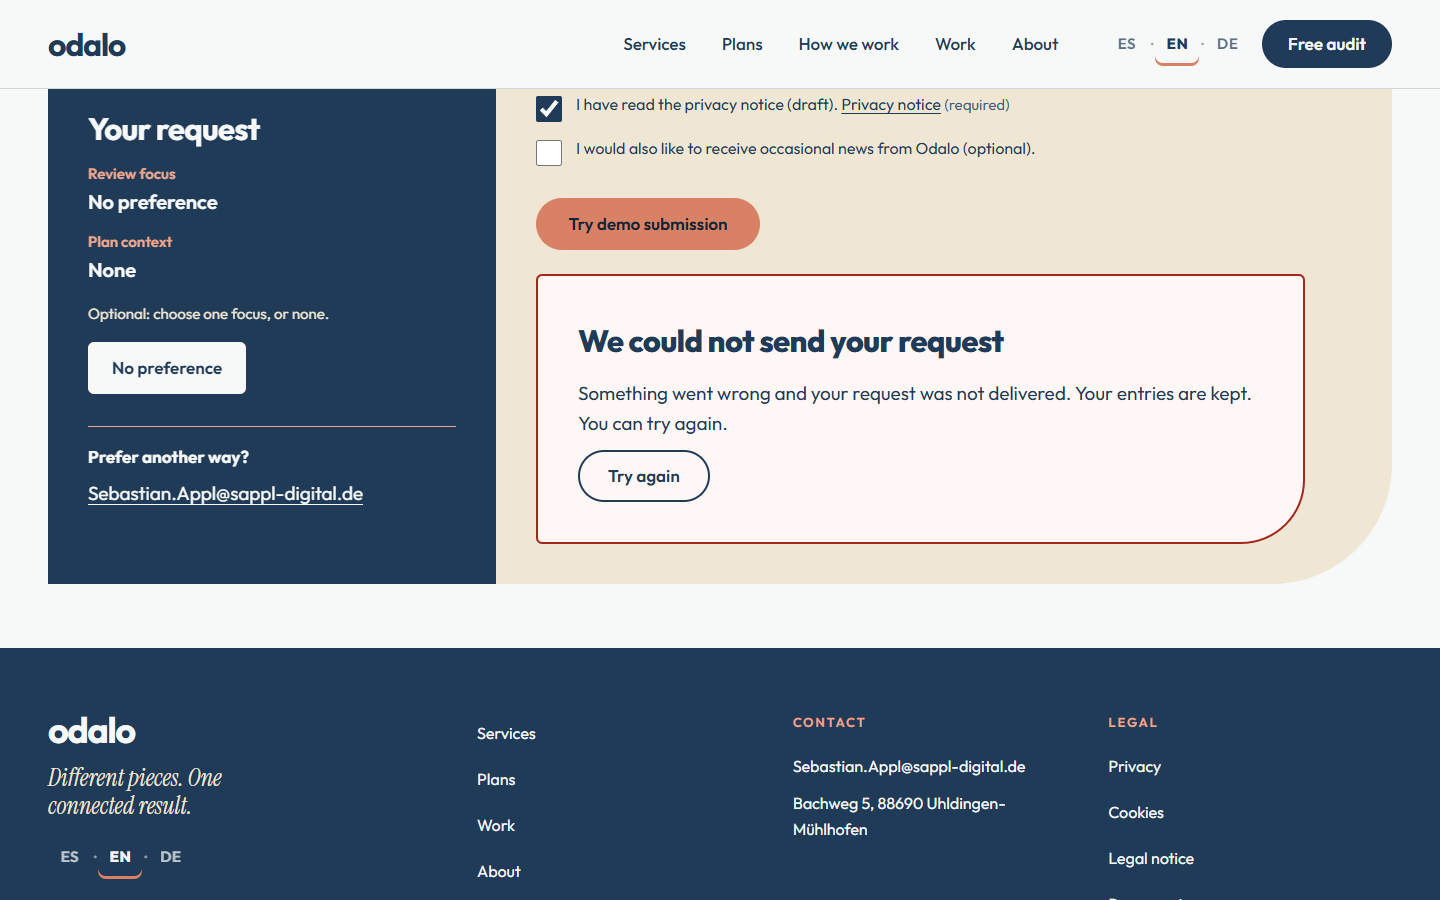 odalo
Services
Plans
How we work
Work
About
ES · EN · DE
Free audit
Your request
Review focus
No preference
Plan context
None
Optional: choose one focus, or none.
No preference
Prefer another way?
Sebastian.Appl@sappl-digital.de
I have read the privacy notice (draft). Privacy notice (required)
I would also like to receive occasional news from Odalo (optional).
Try demo submission
We could not send your request
Something went wrong and your request was not delivered. Your entries are kept.
You can try again.
Try again
odalo
Different pieces. One
connected result.
ES · EN · DE
Services
Plans
Work
About
CONTACT
Sebastian.Appl@sappl-digital.de
Bachweg 5, 88690 Uhldingen-
Mühlhofen
LEGAL
Privacy
Cookies
Legal notice